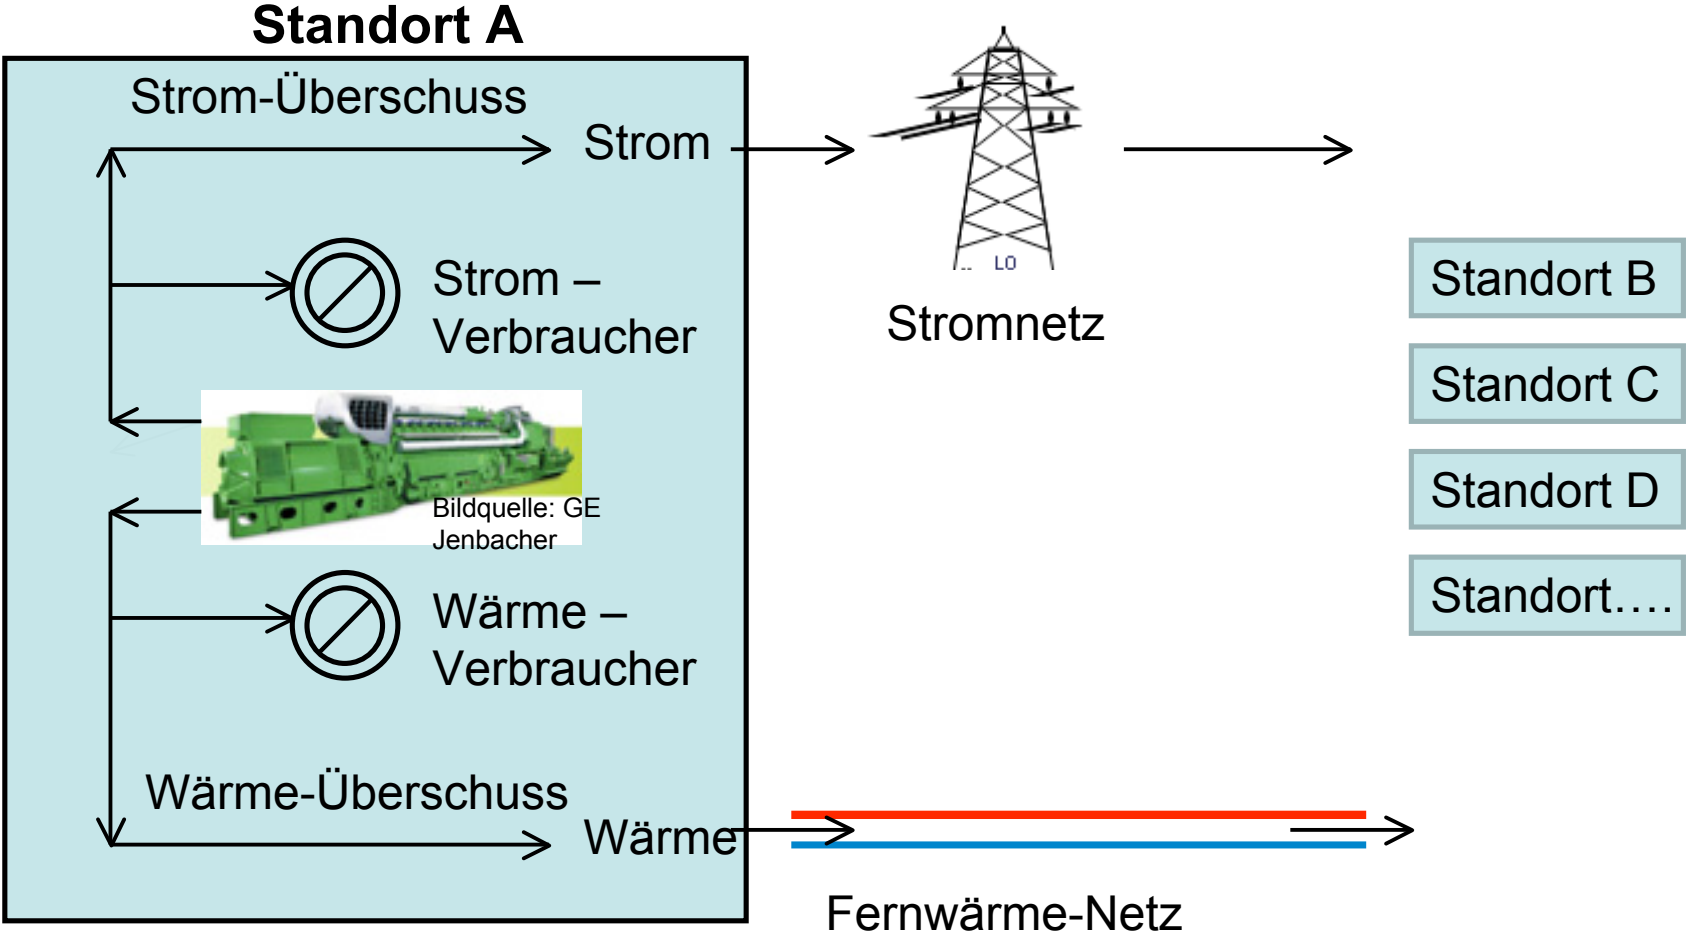 Standort A
Strom-Überschuss
Strom
Strom –
Verbraucher
Bildquelle: GE
Jenbacher
Wärme –
Verbraucher
Wärme-Überschuss
Wärme
LO
Stromnetz
Fernwärme-Netz
Standort B
Standort C
Standort D
Standort….